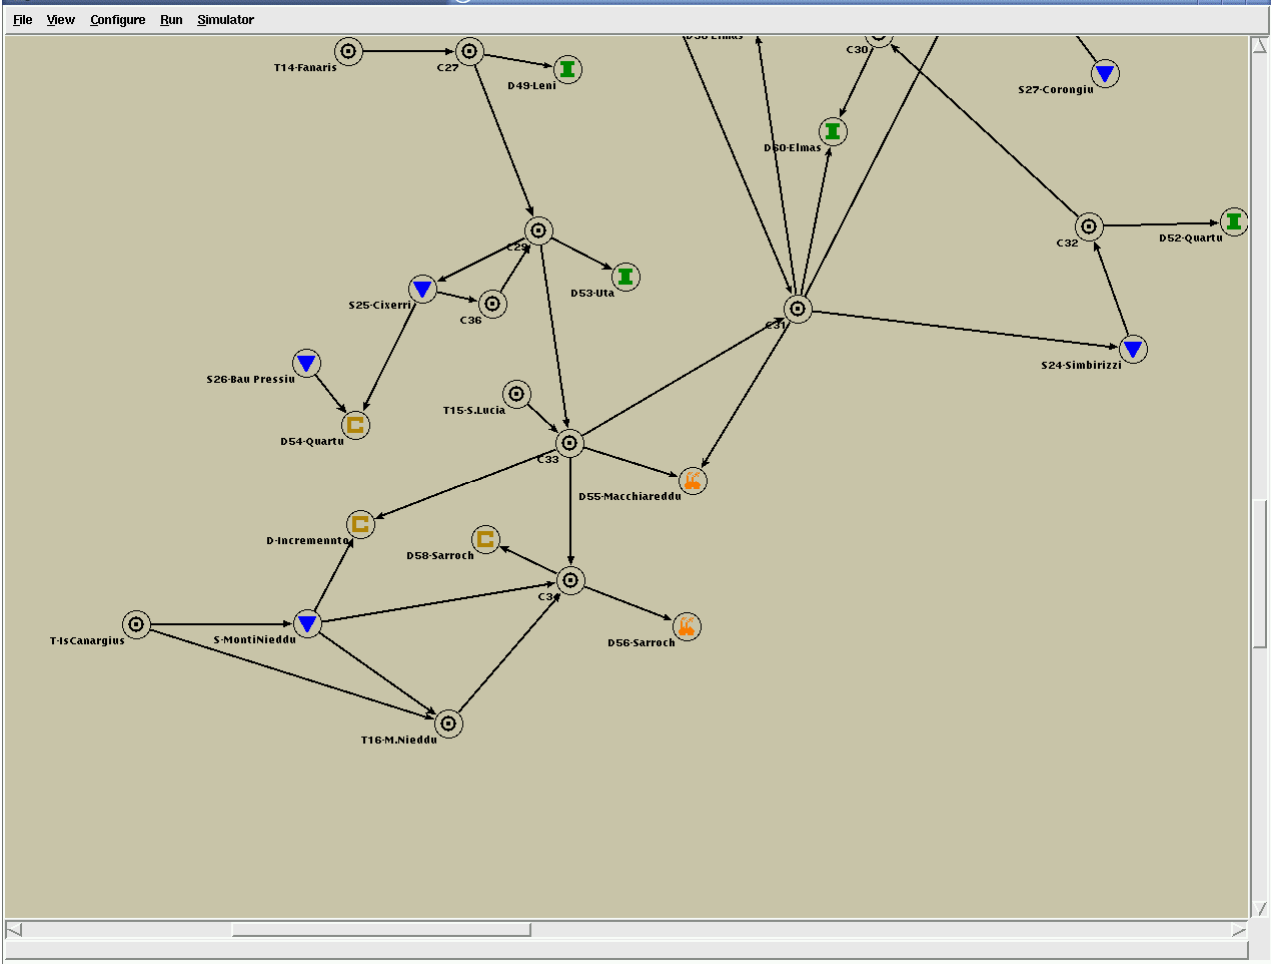 File View Configure Run Simulator
C30
T14-Fanaris
C27
D49-Leni
S27-Corongiu
D60-Elmas
C29
D52-Quartu
C32
D53-Uta
S25-Cixerri
C36
C31
S24-Simbirizzi
S26-Bau Pressiu
T15-S.Lucia
D54-Quartu
C33
D55-Macchiareddu
D-Incremennto
D58-Sarroch
T-IsCanargius
S-MontiNieddu
D56-Sarroch
T16-M.Nieddu